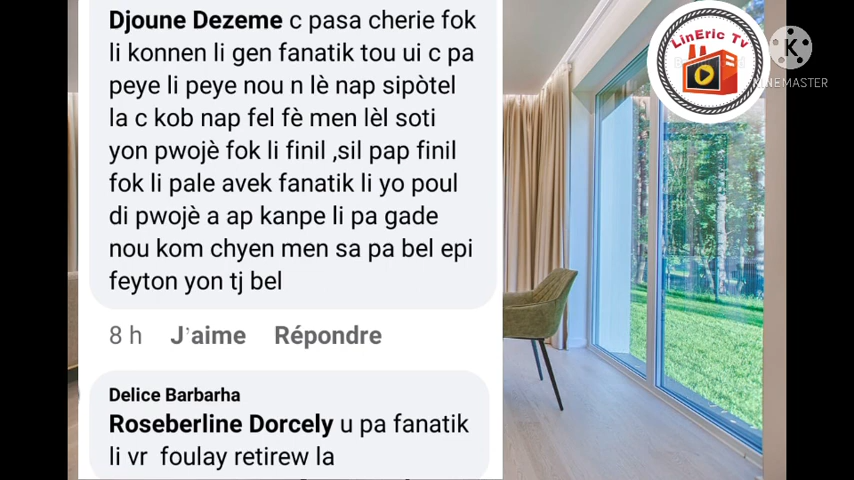 Djoune Dezeme c pasa cherie fok
li konnen li gen fanatik tou ui c pa
peye li peye nou n lè nap sipòtel
la c kob nap fel fè men lèl soti
yon pwojè fok li finil ,sil pap finil
fok li pale avek fanatik li yo poul
di pwojè a ap kanpe li pa gade
nou kom chyen men sa pa bel epi
feyton yon tj bel
8 h J'aime Répondre
Delice Barbarha
Roseberline Dorcely u pa fanatik
li vr foulay retirew la
LinEric Tv
K
NEMASTER